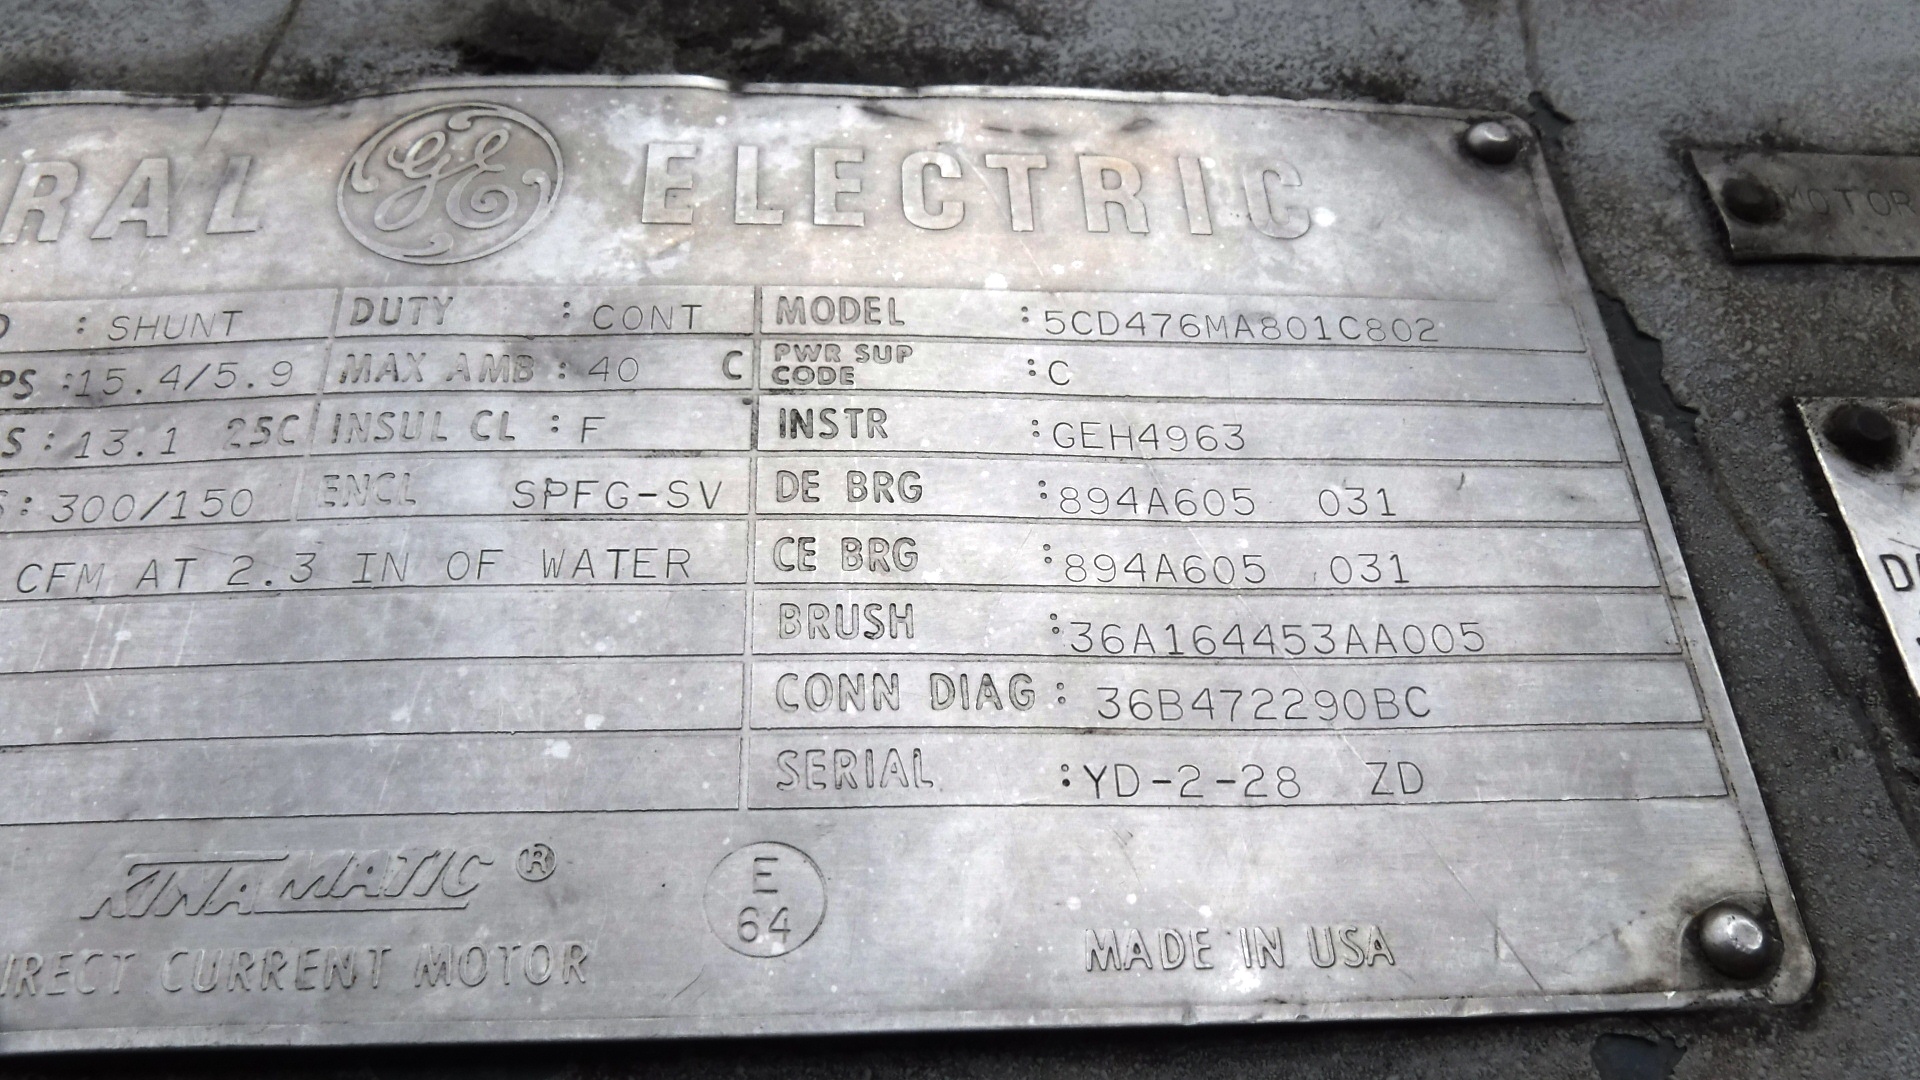 RAL GE ELECTRIC
: SHUNT DUTY : CONT MODEL : 5CD476MA801C802
PS : 15.4/5.9 MAX AMB : 40 C PWR SUP CODE : C
S : 13.1 25C INSUL CL : F INSTR : GEH4963
: 300/150 ENCL SPFG-SV DE BRG : 894A605 031
CFM AT 2.3 IN OF WATER CE BRG : 894A605 031
BRUSH : 36A164453AA005
CONN DIAG : 36B472290BC
SERIAL : YD-2-28 ZD
KINAMATIC ®
E
64
IRECT CURRENT MOTOR
MADE IN USA
MOTOR